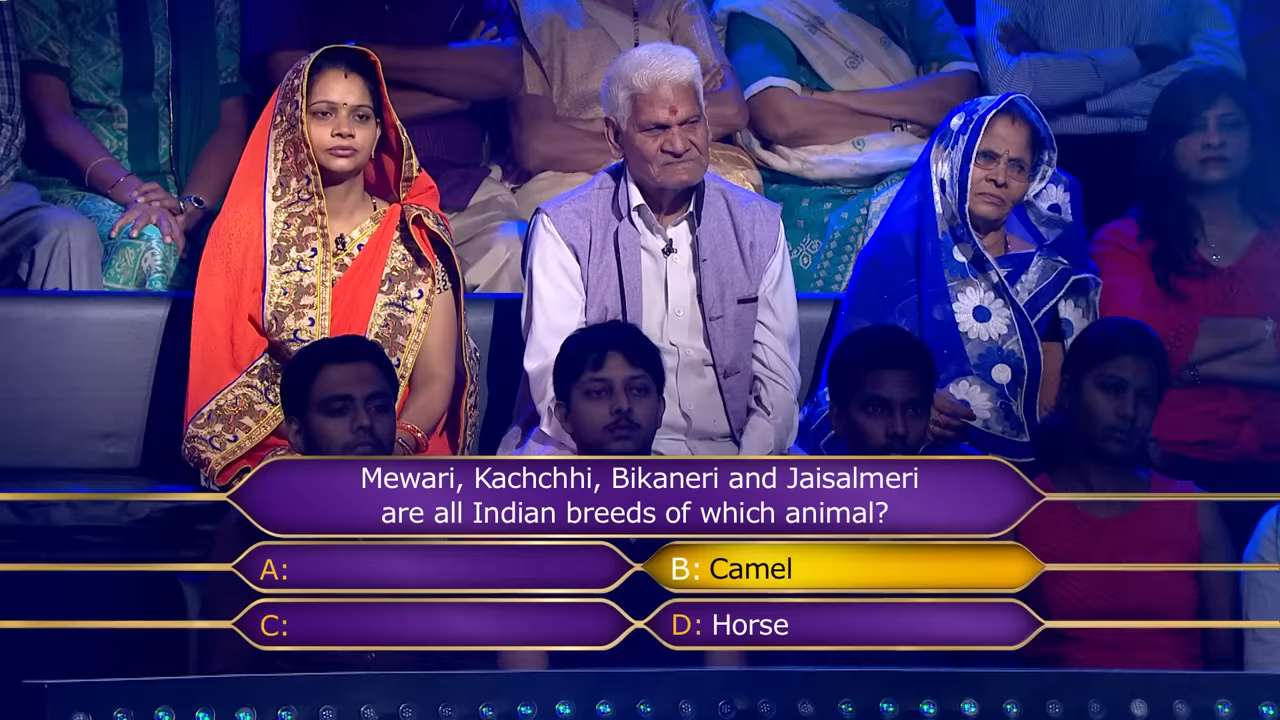 Mewari, Kachchhi, Bikaneri and Jaisalmeri
are all Indian breeds of which animal?
A:
B: Camel
C:
D: Horse